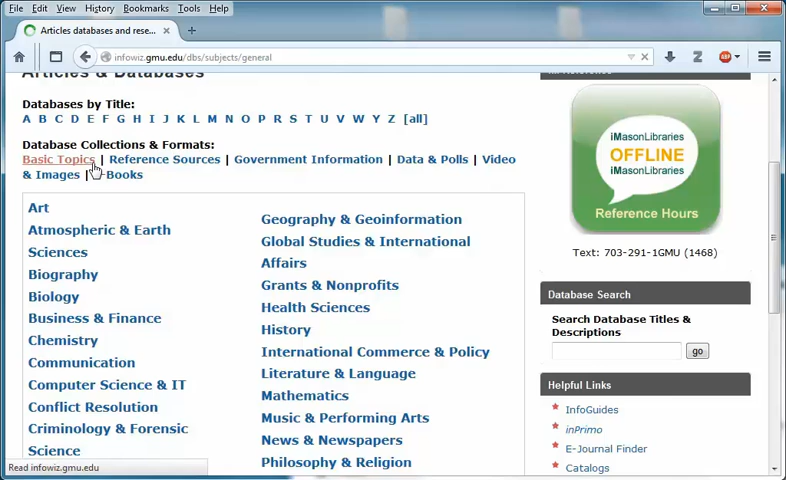 File Edit View History Bookmarks Tools Help
Articles databases and rese...
infowiz.gmu.edu/dbs/subjects/general
ABP
Articles & Databases
Databases by Title:
A B C D E F G H I J K L M N O P R S T U V W Y Z [all]
Database Collections & Formats:
Basic Topics | Reference Sources | Government Information | Data & Polls | Video
& Images | -Books
Art
Atmospheric & Earth
Sciences
Biography
Biology
Business & Finance
Chemistry
Communication
Computer Science & IT
Conflict Resolution
Criminology & Forensic
Science
Geography & Geoinformation
Global Studies & International
Affairs
Grants & Nonprofits
Health Sciences
History
International Commerce & Policy
Literature & Language
Mathematics
Music & Performing Arts
News & Newspapers
Philosophy & Religion
iMasonLibraries
OFFLINE
iMasonLibraries
Reference Hours
Text: 703-291-1GMU (1468)
Database Search
Search Database Titles &
Descriptions
go
Helpful Links
InfoGuides
inPrimo
E-Journal Finder
Catalogs
Read infowiz.gmu.edu